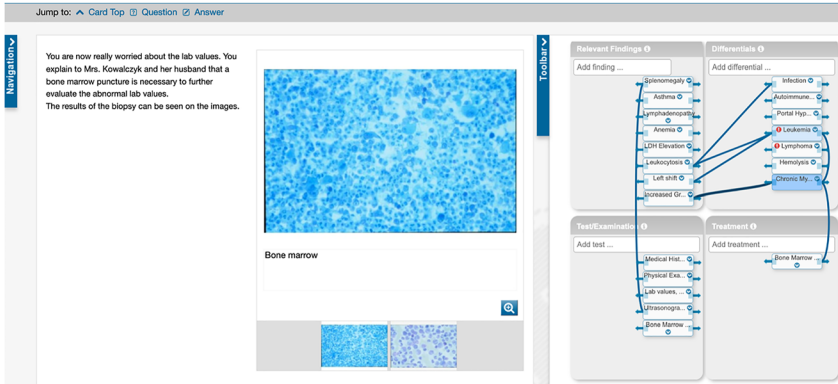 Jump to: Card Top Question Answer
Navigation
You are now really worried about the lab values. You
explain to Mrs. Kowalczyk and her husband that a
bone marrow puncture is necessary to further
evaluate the abnormal lab values.
The results of the biopsy can be seen on the images.
Bone marrow
Toolbar
Relevant Findings
Add finding ...
Splenomegaly
Asthma
Lymphadenopathy
Anemia
LDH Elevation
Leukocytosis
Left shift
Increased Gr...
Differentials
Add differential ...
Infection
Autoimmune...
Portal Hyp...
Leukemia
Lymphoma
Hemolysis
Chronic My...
Test/Examination
Add test ...
Medical Hist...
Physical Exa...
Lab values, ...
Ultrasonogra...
Bone Marrow ...
Treatment
Add treatment ...
Bone Marrow ...